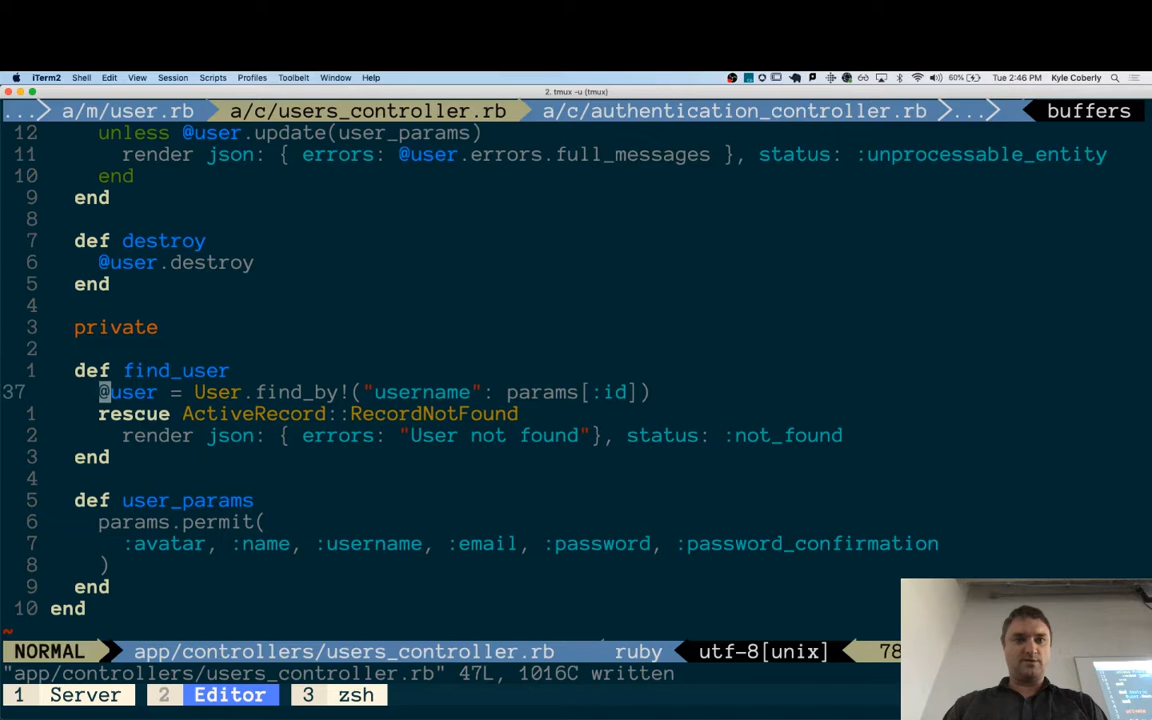 iTerm2 Shell Edit View Session Scripts Profiles Toolbelt Window Help 60% Tue 2:46 PM Kyle Coberly
2. tmux -u (tmux)
... a/m/user.rb a/c/users_controller.rb a/c/authentication_controller.rb ... buffers
12 unless @user.update(user_params)
11 render json: { errors: @user.errors.full_messages }, status: :unprocessable_entity
10 end
9 end
8
7 def destroy
6 @user.destroy
5 end
4
3 private
2
1 def find_user
37 @user = User.find_by!("username": params[:id])
1 rescue ActiveRecord::RecordNotFound
2 render json: { errors: "User not found"}, status: :not_found
3 end
4
5 def user_params
6 params.permit(
7 :avatar, :name, :username, :email, :password, :password_confirmation
8 )
9 end
10 end
~
NORMAL app/controllers/users_controller.rb ruby utf-8[unix] 78
"app/controllers/users_controller.rb" 47L, 1016C written
1 Server 2 Editor 3 zsh